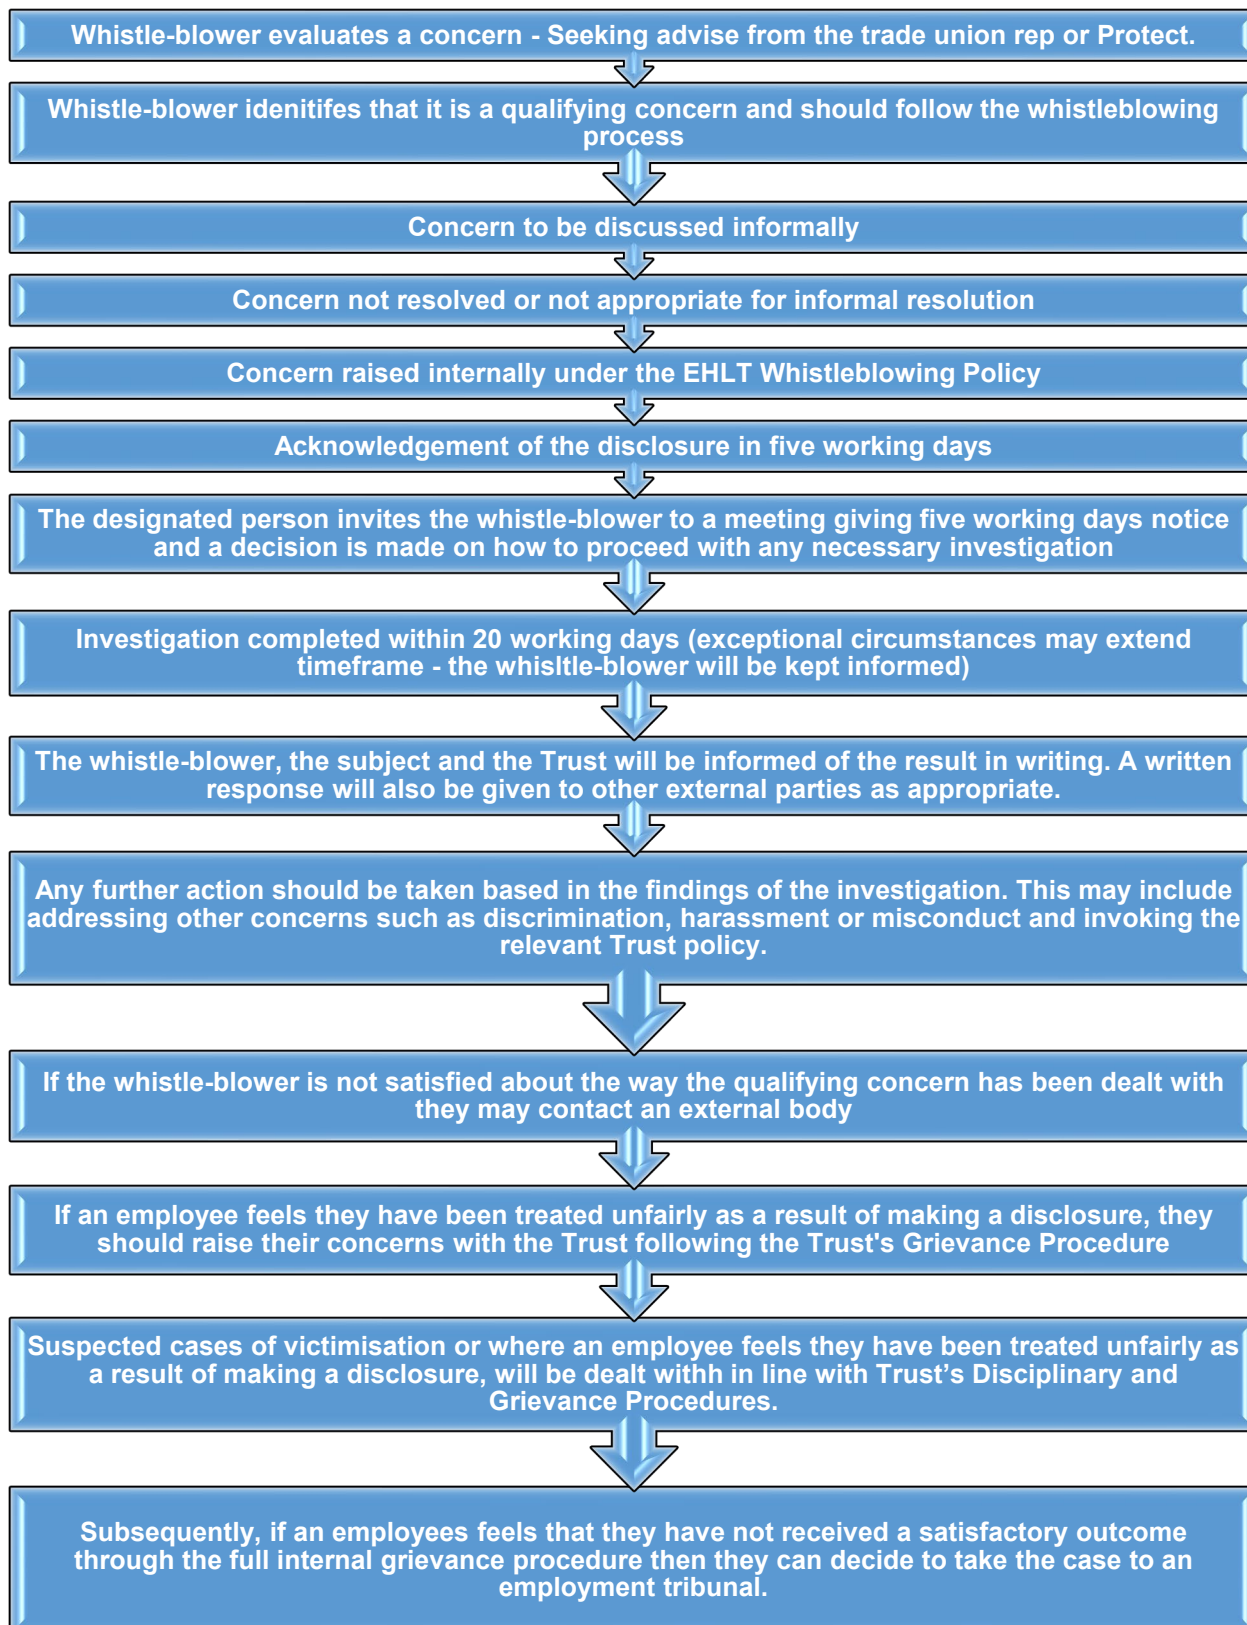 Whistle-blower evaluates a concern - Seeking advise from the trade union rep or Protect.
Whistle-blower idenitifes that it is a qualifying concern and should follow the whistleblowing
process
Concern to be discussed informally
Concern not resolved or not appropriate for informal resolution
Concern raised internally under the EHLT Whistleblowing Policy
Acknowledgement of the disclosure in five working days
The designated person invites the whistle-blower to a meeting giving five working days notice
and a decision is made on how to proceed with any necessary investigation
Investigation completed within 20 working days (exceptional circumstances may extend
timeframe - the whisltle-blower will be kept informed)
The whistle-blower, the subject and the Trust will be informed of the result in writing. A written
response will also be given to other external parties as appropriate.
Any further action should be taken based in the findings of the investigation. This may include
addressing other concerns such as discrimination, harassment or misconduct and invoking the
relevant Trust policy.
If the whistle-blower is not satisfied about the way the qualifying concern has been dealt with
they may contact an external body
If an employee feels they have been treated unfairly as a result of making a disclosure, they
should raise their concerns with the Trust following the Trust's Grievance Procedure
Suspected cases of victimisation or where an employee feels they have been treated unfairly as
a result of making a disclosure, will be dealt withh in line with Trust’s Disciplinary and
Grievance Procedures.
Subsequently, if an employees feels that they have not received a satisfactory outcome
through the full internal grievance procedure then they can decide to take the case to an
employment tribunal.